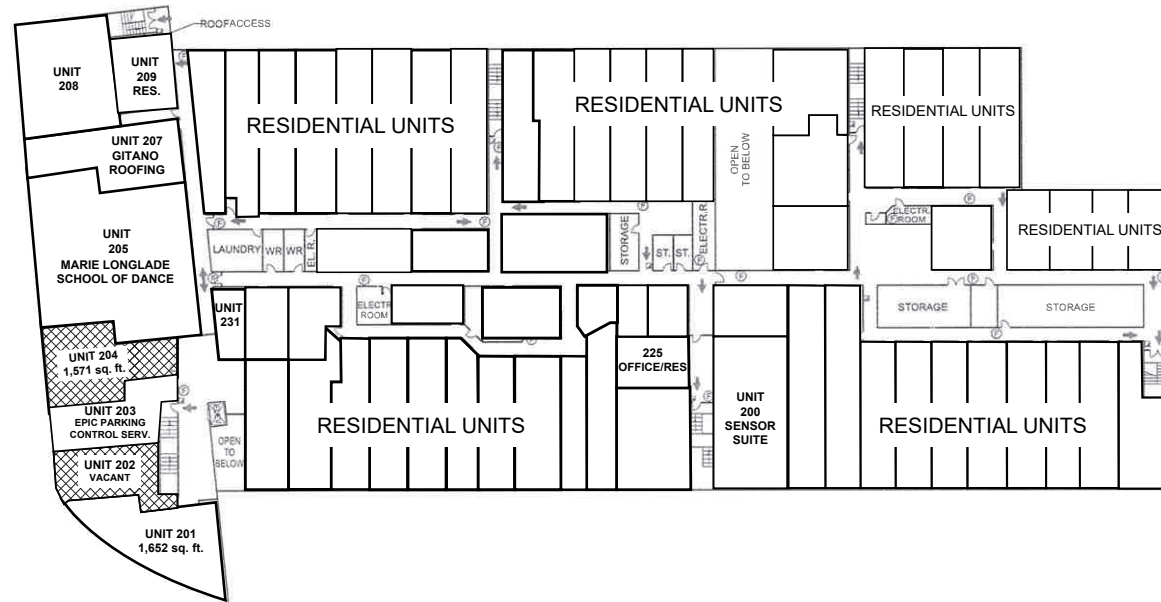 ROOFACCESS
UNIT
208
UNIT
209
RES.
UNIT 207
GITANO
ROOFING
UNIT
205
MARIE LONGLADE
SCHOOL OF DANCE
UNIT 204
1,571 sq. ft.
UNIT 203
EPIC PARKING
CONTROL SERV.
UNIT 202
VACANT
UNIT 201
1,652 sq. ft.
RESIDENTIAL UNITS
RESIDENTIAL UNITS
OPEN
TO BELOW
RESIDENTIAL UNITS
RESIDENTIAL UNITS
LAUNDRY
WR
WR
EL. R.
STORAGE
ST.
ST.
ELECTR.R.
ELECTR.
ROOM
UNIT
231
ELECTR
ROOM
STORAGE
STORAGE
225
OFFICE/RES
UNIT
200
SENSOR
SUITE
OPEN
TO
BELOW
RESIDENTIAL UNITS
RESIDENTIAL UNITS